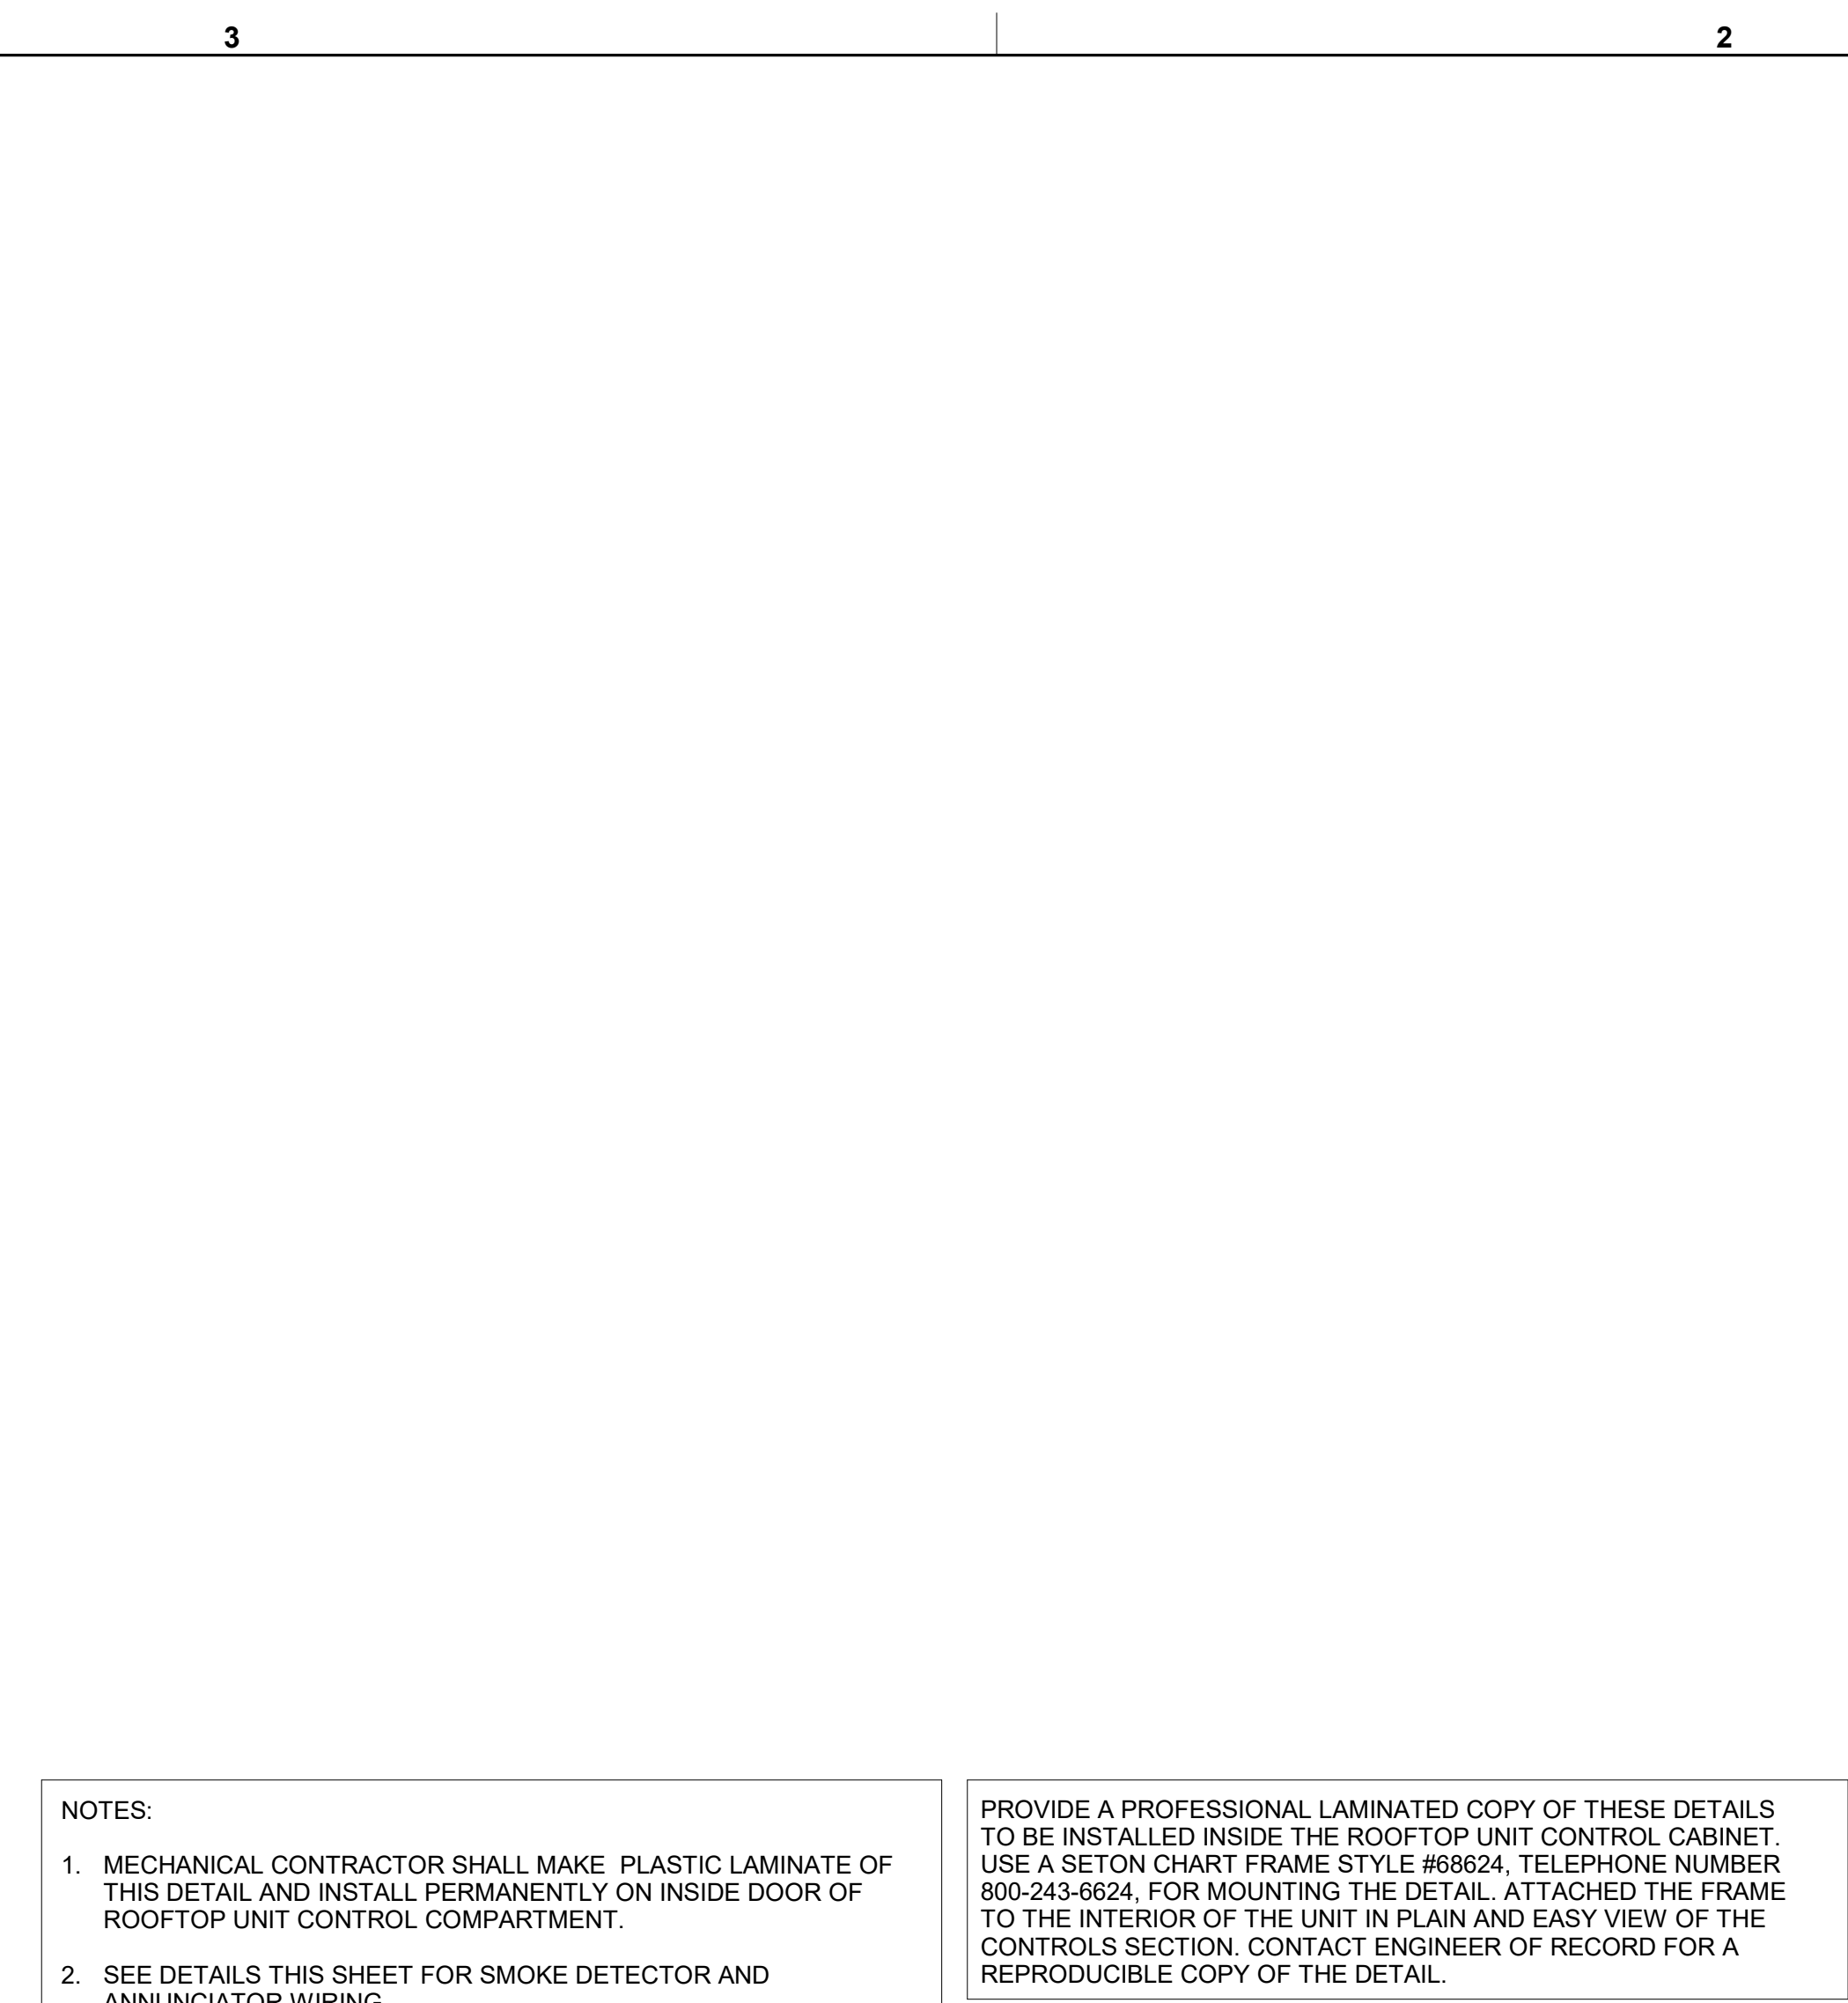 3
2
NOTES:
1. MECHANICAL CONTRACTOR SHALL MAKE  PLASTIC LAMINATE OF
THIS DETAIL AND INSTALL PERMANENTLY ON INSIDE DOOR OF
ROOFTOP UNIT CONTROL COMPARTMENT.
2. SEE DETAILS THIS SHEET FOR SMOKE DETECTOR AND
ANNUNCIATOR WIRING
PROVIDE A PROFESSIONAL LAMINATED COPY OF THESE DETAILS
TO BE INSTALLED INSIDE THE ROOFTOP UNIT CONTROL CABINET.
USE A SETON CHART FRAME STYLE #68624, TELEPHONE NUMBER
800-243-6624, FOR MOUNTING THE DETAIL. ATTACHED THE FRAME
TO THE INTERIOR OF THE UNIT IN PLAIN AND EASY VIEW OF THE
CONTROLS SECTION. CONTACT ENGINEER OF RECORD FOR A
REPRODUCIBLE COPY OF THE DETAIL.